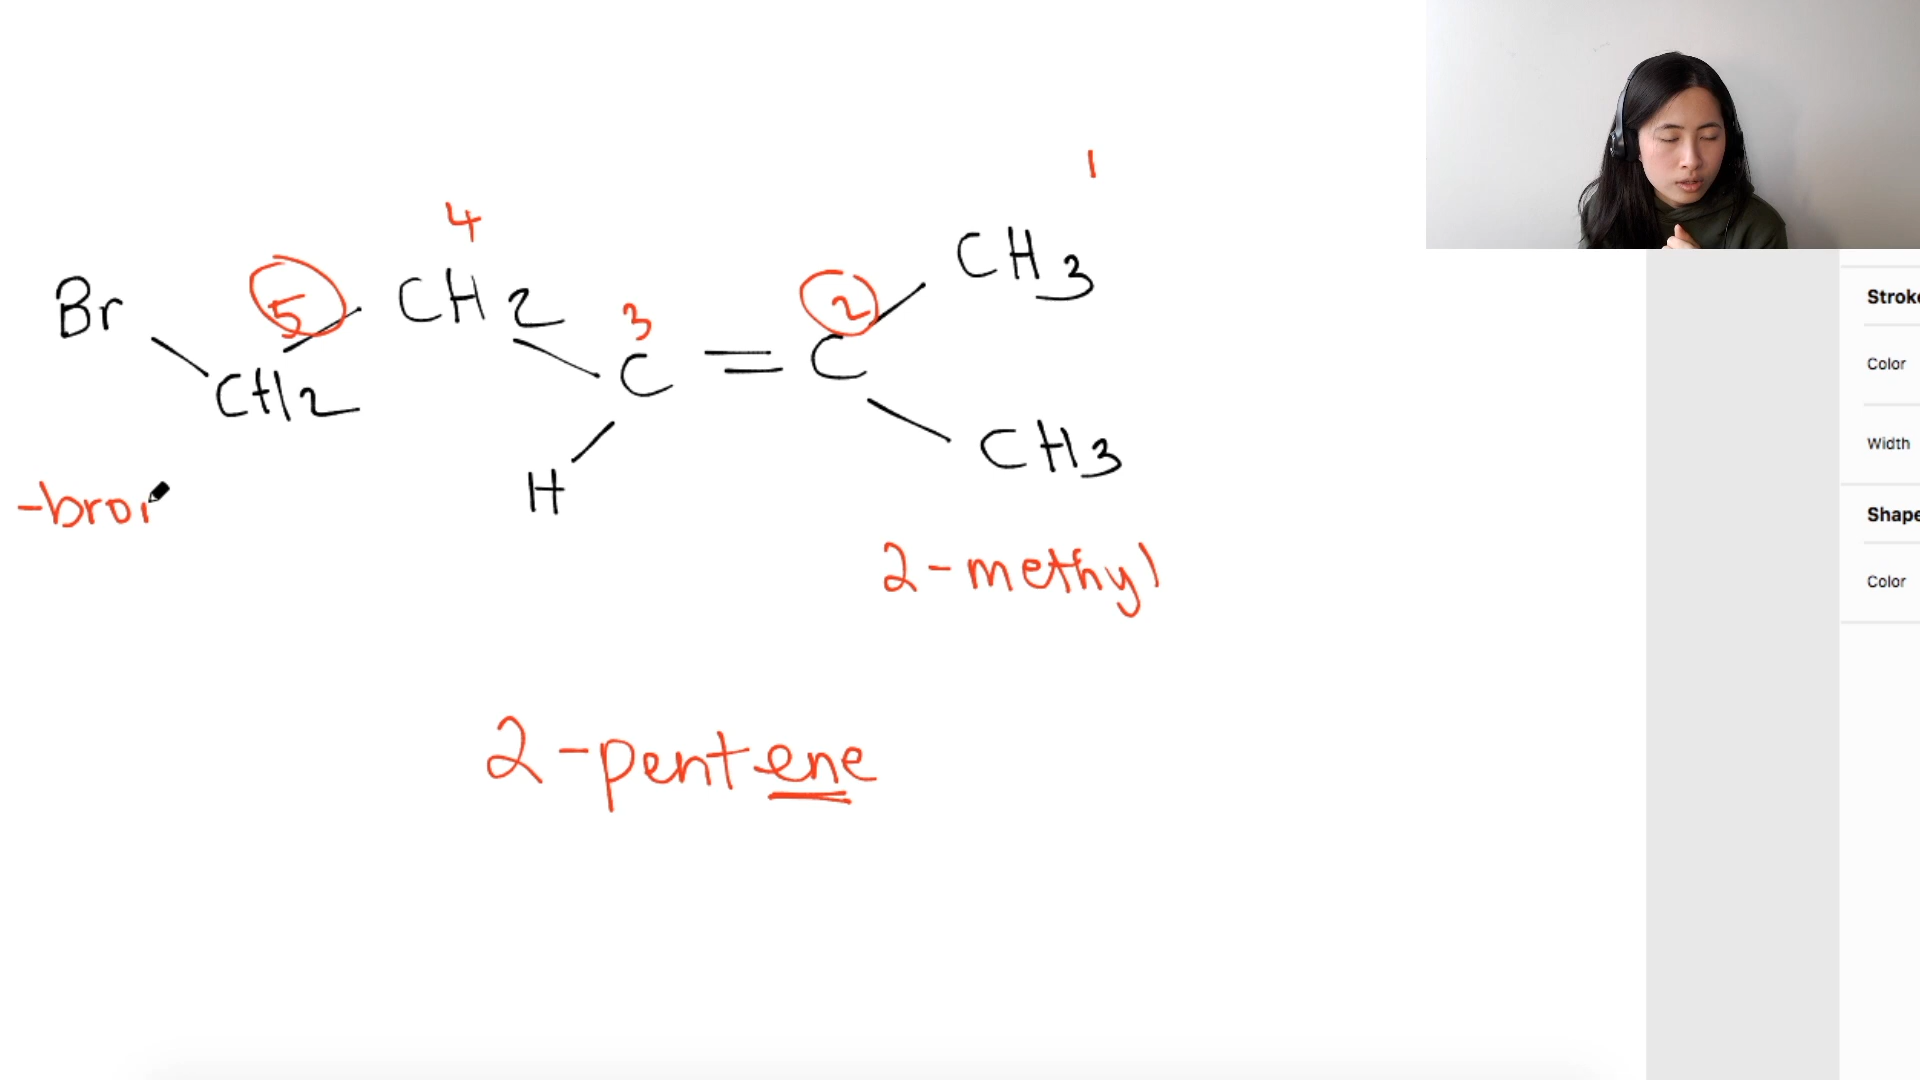 1
4
Br 5 CH2 3 2 CH3
CH2 C = C
H CH3
-bror
2-methyl
2-pentene
Stroke
Color
Width
Shape
Color